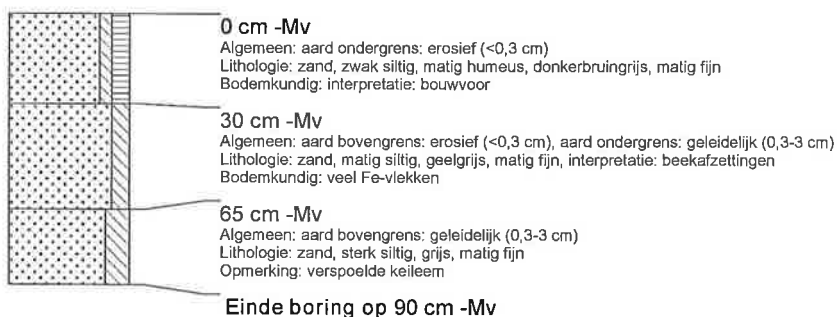 0 cm -Mv
Algemeen: aard ondergrens: erosief (<0,3 cm)
Lithologie: zand, zwak siltig, matig humeus, donkerbruingrijs, matig fijn
Bodemkundig: interpretatie: bouwvoor
30 cm -Mv
Algemeen: aard bovengrens: erosief (<0,3 cm), aard ondergrens: geleidelijk (0,3-3 cm)
Lithologie: zand, matig siltig, geelgrijs, matig fijn, interpretatie: beekafzettingen
Bodemkundig: veel Fe-vlekken
65 cm -Mv
Algemeen: aard bovengrens: geleidelijk (0,3-3 cm)
Lithologie: zand, sterk siltig, grijs, matig fijn
Opmerking: verspoelde keileem
Einde boring op 90 cm -Mv